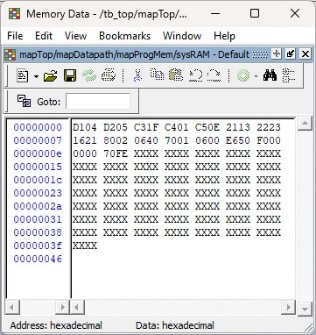 Memory Data - /tb_top/mapTop/...
File Edit View Bookmarks Window Help
mapTop/mapDatapath/mapProgMem/sysRAM - Default
Goto:
00000000 D104 D205 C31F C401 C50E 2113 2223
00000007 1621 8002 0640 7001 0600 E650 F000
0000000e 0000 70FE XXXX XXXX XXXX XXXX XXXX
00000015 XXXX XXXX XXXX XXXX XXXX XXXX XXXX
0000001c XXXX XXXX XXXX XXXX XXXX XXXX XXXX
00000023 XXXX XXXX XXXX XXXX XXXX XXXX XXXX
0000002a XXXX XXXX XXXX XXXX XXXX XXXX XXXX
00000031 XXXX XXXX XXXX XXXX XXXX XXXX XXXX
00000038 XXXX XXXX XXXX XXXX XXXX XXXX XXXX
0000003f XXXX
00000046
Address: hexadecimal Data: hexadecimal